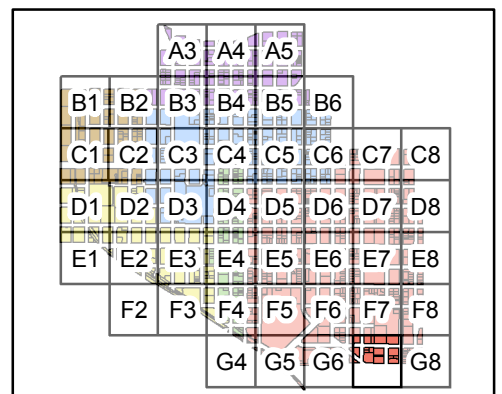 A3 A4 A5
B1 B2 B3 B4 B5 B6
C1 C2 C3 C4 C5 C6 C7 C8
D1 D2 D3 D4 D5 D6 D7 D8
E1 E2 E3 E4 E5 E6 E7 E8
F2 F3 F4 F5 F6 F7 F8
G4 G5 G6 G8